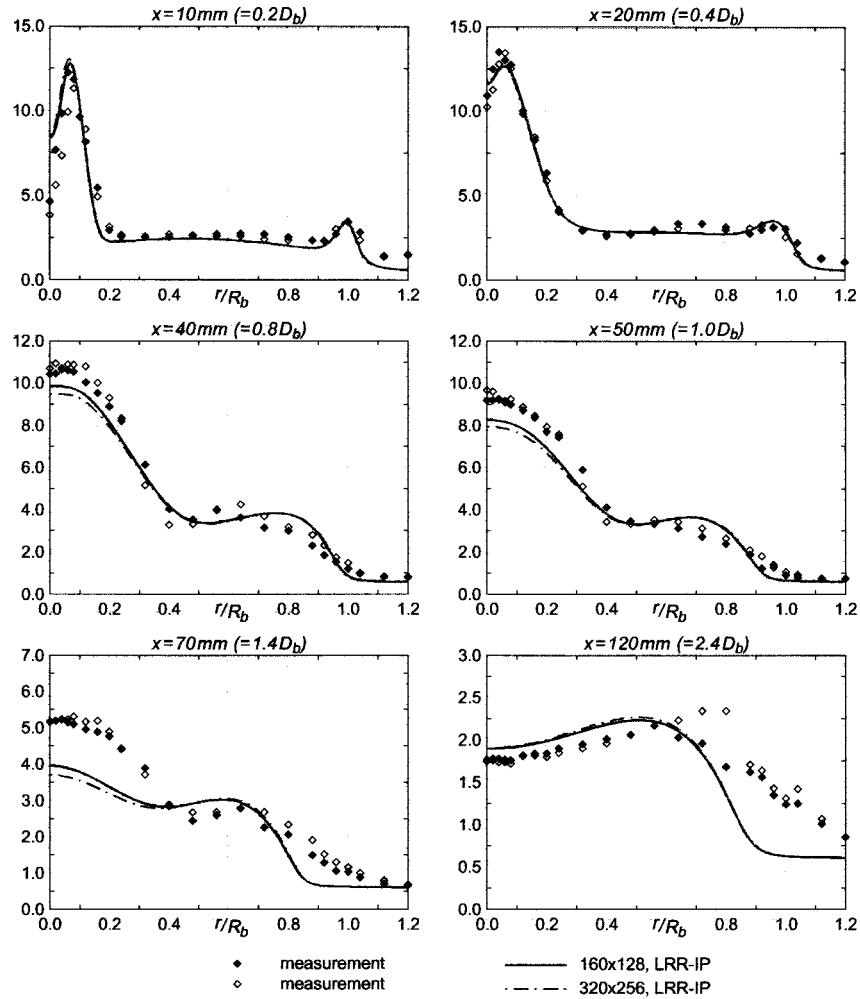 x=10mm (=0.2D_b)
15.0
10.0
5.0
0.0
0.0 0.2 0.4 0.6 0.8 1.0 1.2
r/R_b
x=20mm (=0.4D_b)
15.0
10.0
5.0
0.0
0.0 0.2 0.4 0.6 0.8 1.0 1.2
r/R_b
x=40mm (=0.8D_b)
12.0
10.0
8.0
6.0
4.0
2.0
0.0
0.0 0.2 0.4 0.6 0.8 1.0 1.2
r/R_b
x=50mm (=1.0D_b)
12.0
10.0
8.0
6.0
4.0
2.0
0.0
0.0 0.2 0.4 0.6 0.8 1.0 1.2
r/R_b
x=70mm (=1.4D_b)
7.0
6.0
5.0
4.0
3.0
2.0
1.0
0.0
0.0 0.2 0.4 0.6 0.8 1.0 1.2
r/R_b
x=120mm (=2.4D_b)
3.0
2.5
2.0
1.5
1.0
0.5
0.0
0.0 0.2 0.4 0.6 0.8 1.0 1.2
r/R_b
measurement
measurement
160x128, LRR-IP
320x256, LRR-IP